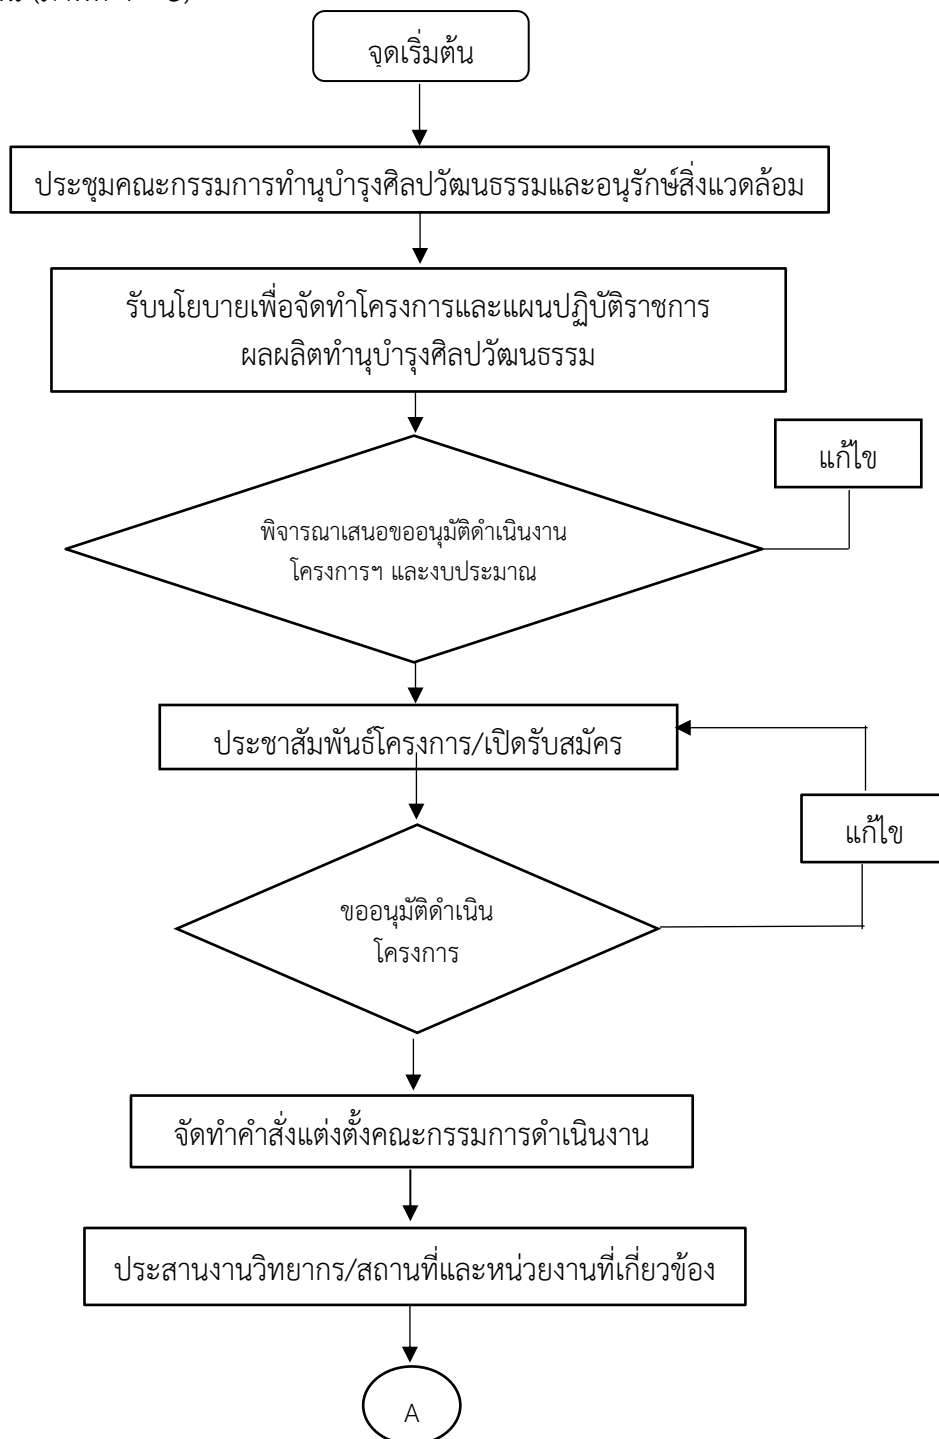 จุดเริ่มต้น
ประชุมคณะกรรมการทำนุบำรุงศิลปวัฒนธรรมและอนุรักษ์สิ่งแวดล้อม
รับนโยบายเพื่อจัดทำโครงการและแผนปฏิบัติราชการ
ผลผลิตทำนุบำรุงศิลปวัฒนธรรม
แก้ไข
พิจารณาเสนอขออนุมัติดำเนินงาน
โครงการฯ และงบประมาณ
ประชาสัมพันธ์โครงการ/เปิดรับสมัคร
แก้ไข
ขออนุมัติดำเนิน
โครงการ
จัดทำคำสั่งแต่งตั้งคณะกรรมการดำเนินงาน
ประสานงานวิทยากร/สถานที่และหน่วยงานที่เกี่ยวข้อง
A